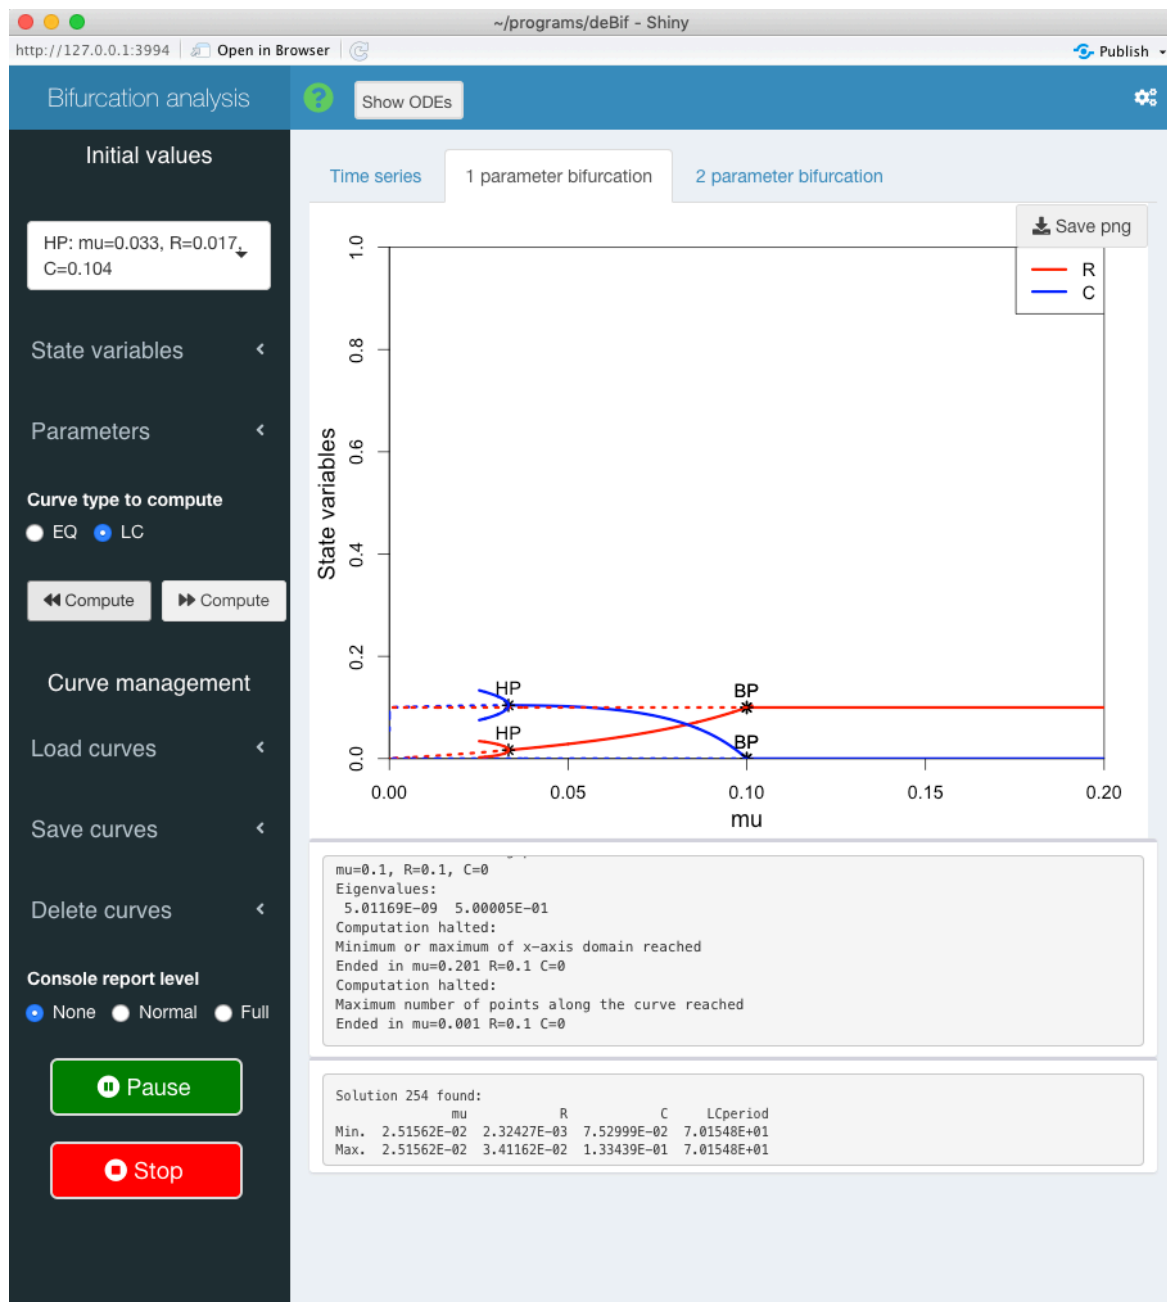 ~/programs/deBif - Shiny
http://127.0.0.1:3994 Open in Browser Publish
Bifurcation analysis
Show ODEs
Initial values
HP: mu=0.033, R=0.017,
C=0.104
State variables
Parameters
Curve type to compute
EQ LC
Compute Compute
Curve management
Load curves
Save curves
Delete curves
Console report level
None Normal Full
Pause
Stop
Time series 1 parameter bifurcation 2 parameter bifurcation
Save png
R
C
1.0
0.8
0.6
0.4
0.2
0.0
State variables
HP
HP
BP
BP
0.00 0.05 0.10 0.15 0.20
mu
mu=0.1, R=0.1, C=0
Eigenvalues:
5.01169E-09 5.00005E-01
Computation halted:
Minimum or maximum of x-axis domain reached
Ended in mu=0.201 R=0.1 C=0
Computation halted:
Maximum number of points along the curve reached
Ended in mu=0.001 R=0.1 C=0
Solution 254 found:
mu R C LCperiod
Min. 2.51562E-02 2.32427E-03 7.52999E-02 7.01548E+01
Max. 2.51562E-02 3.41162E-02 1.33439E-01 7.01548E+01